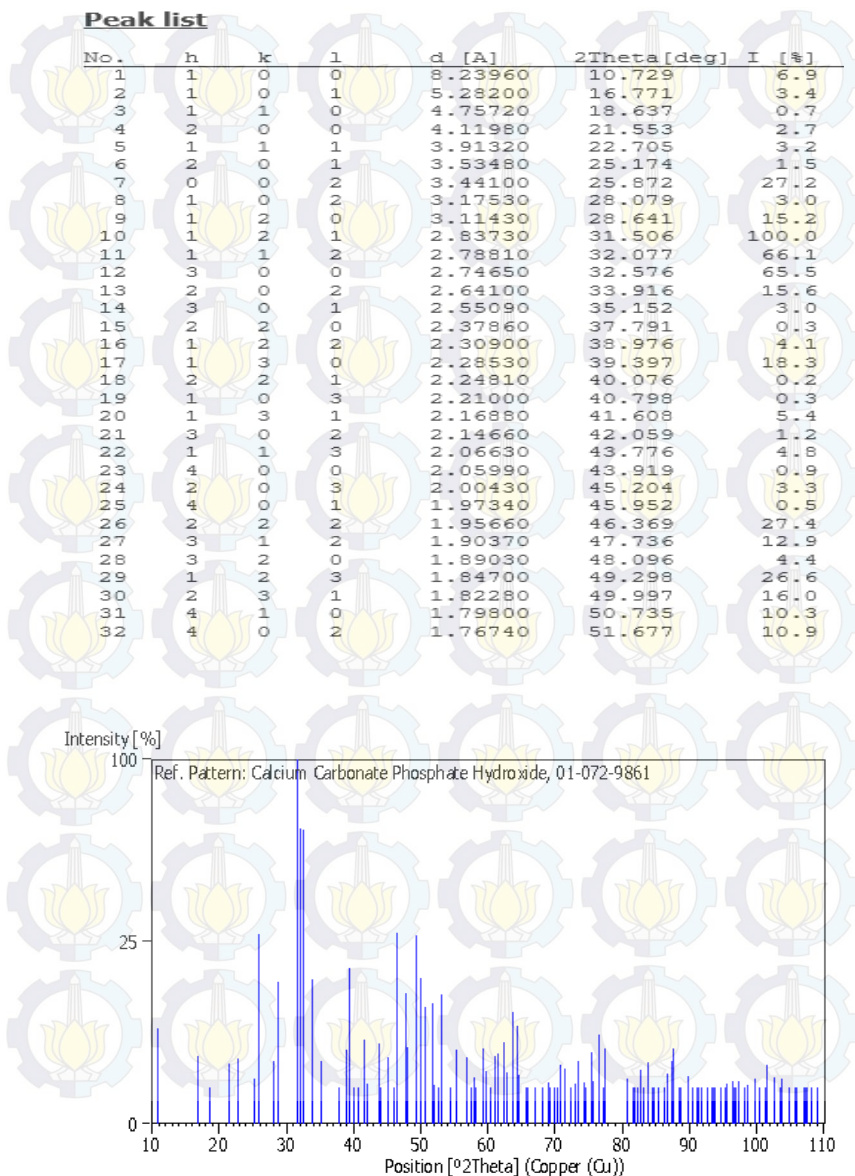 Peak list
No. h k l d [A] 2Theta[deg] I [%]
1 1 0 0 8.23960 10.729 6.9
2 1 0 1 5.28200 16.771 3.4
3 1 1 0 4.75720 18.637 0.7
4 2 0 0 4.11980 21.553 2.7
5 1 1 1 3.91320 22.705 3.2
6 2 0 1 3.53480 25.174 1.5
7 0 0 2 3.44100 25.872 27.2
8 1 0 2 3.17530 28.079 3.0
9 1 2 0 3.11430 28.641 15.2
10 1 2 1 2.83730 31.506 100.0
11 1 1 2 2.78810 32.077 66.1
12 3 0 0 2.74650 32.576 65.5
13 2 0 2 2.64100 33.916 15.6
14 3 0 1 2.55090 35.152 3.0
15 2 2 0 2.37860 37.791 0.3
16 1 2 2 2.30900 38.976 4.1
17 1 3 0 2.28530 39.397 18.3
18 2 2 1 2.24810 40.076 0.2
19 1 0 3 2.21000 40.798 0.3
20 1 3 1 2.16880 41.608 5.4
21 3 0 2 2.14660 42.059 1.2
22 1 1 3 2.06630 43.776 4.8
23 4 0 0 2.05990 43.919 0.9
24 2 0 3 2.00430 45.204 3.3
25 4 0 1 1.97340 45.952 0.5
26 2 2 2 1.95660 46.369 27.4
27 3 1 2 1.90370 47.736 12.9
28 3 2 0 1.89030 48.096 4.4
29 1 2 3 1.84700 49.298 26.6
30 2 3 1 1.82280 49.997 16.0
31 4 1 0 1.79800 50.735 10.3
32 4 0 2 1.76740 51.677 10.9
Intensity [%]
100
Ref. Pattern: Calcium Carbonate Phosphate Hydroxide, 01-072-9861
25
0
10 20 30 40 50 60 70 80 90 100 110
Position [°2Theta] (Copper (Cu))